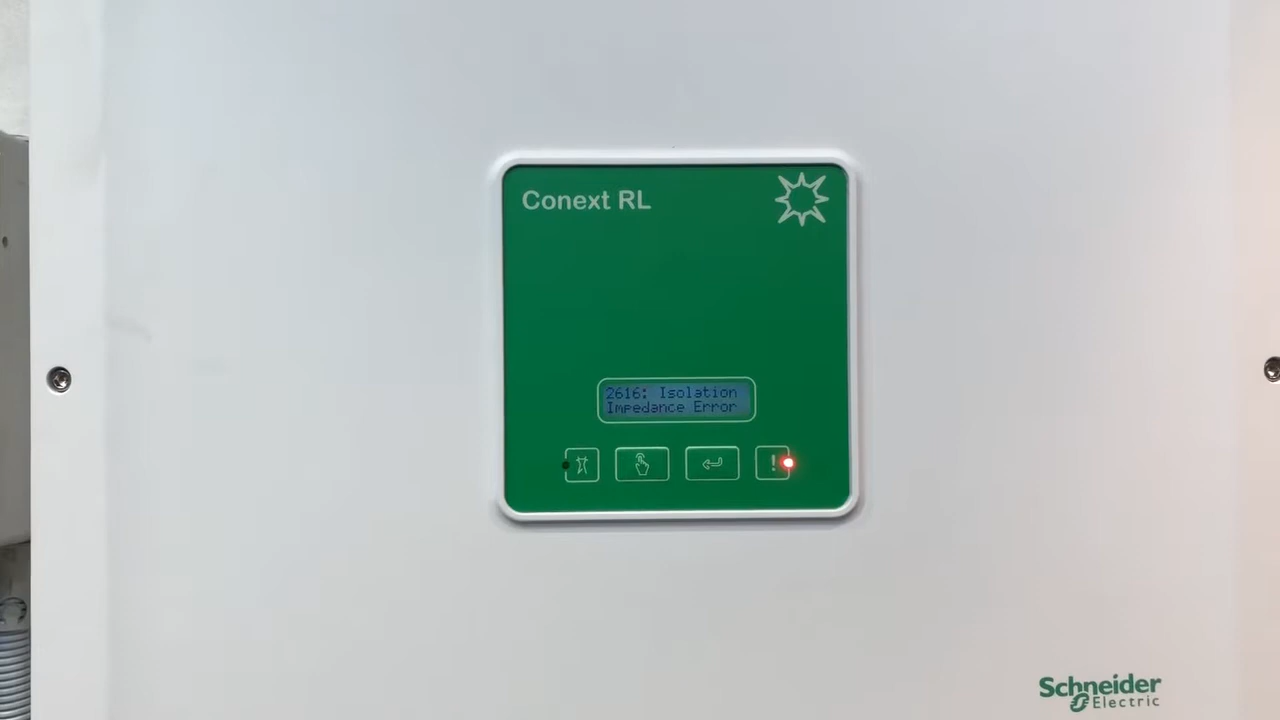 Conext RL
2616: Isolation
Impedance Error
!
Schneider
Electric